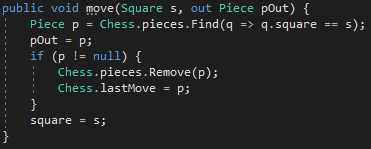 public void move(Square s, out Piece pOut) {
Piece p = Chess.pieces.Find(q => q.square == s);
pOut = p;
if (p != null) {
Chess.pieces.Remove(p);
Chess.lastMove = p;
}
square = s;
}